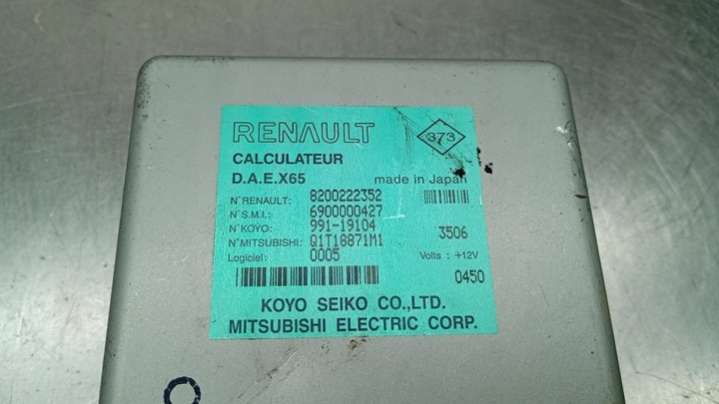 RENAULT
373
CALCULATEUR
D.A.E.X65 made in Japan
N°RENAULT: 8200222352
N°S.M.I.: 6900000427
N°KOYO: 991-19104
3506
N°MITSUBISHI: Q1T18871M1
Logiciel: 0005 Volts : +12V
0450
KOYO SEIKO CO.,LTD.
MITSUBISHI ELECTRIC CORP.